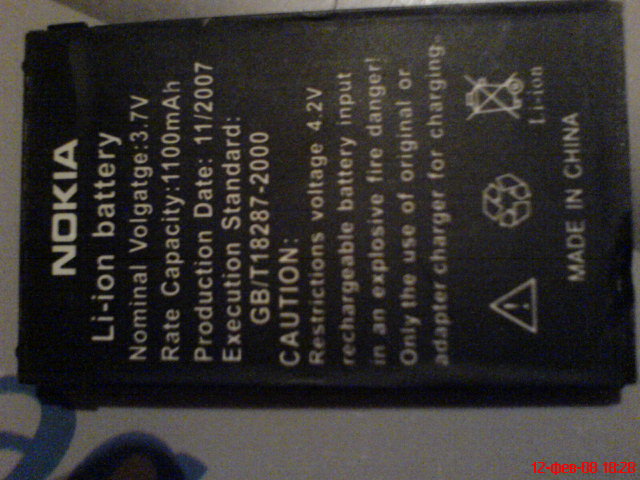 NOKIA
Li-ion battery
Nominal Volgatge:3.7V
Rate Capacity:1100mAh
Production Date: 11/2007
Execution Standard:
GB/T18287-2000
CAUTION:
Restrictions voltage 4.2V
rechargeable battery input
in an explosive fire danger!
Only the use of original or
adapter charger for charging.
Li-ion
MADE IN CHINA
12-фев-08 18:28